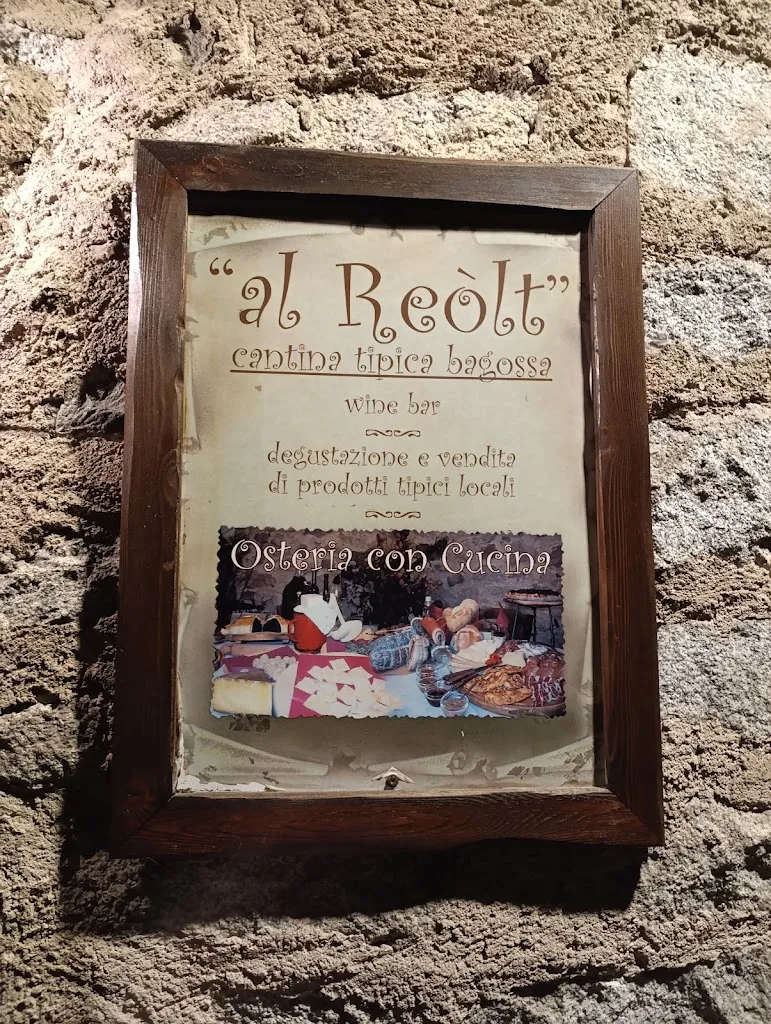 “al Reòlt”
cantina tipica bagossa
wine bar
degustazione e vendita
di prodotti tipici locali
Osteria con Cucina